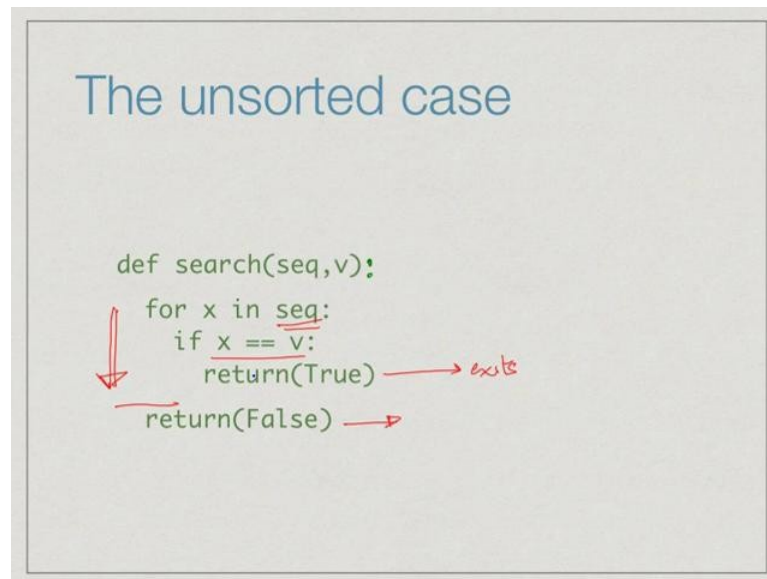 The unsorted case
def search(seq,v):
for x in seq:
if x == v:
return(True) exits
return(False)